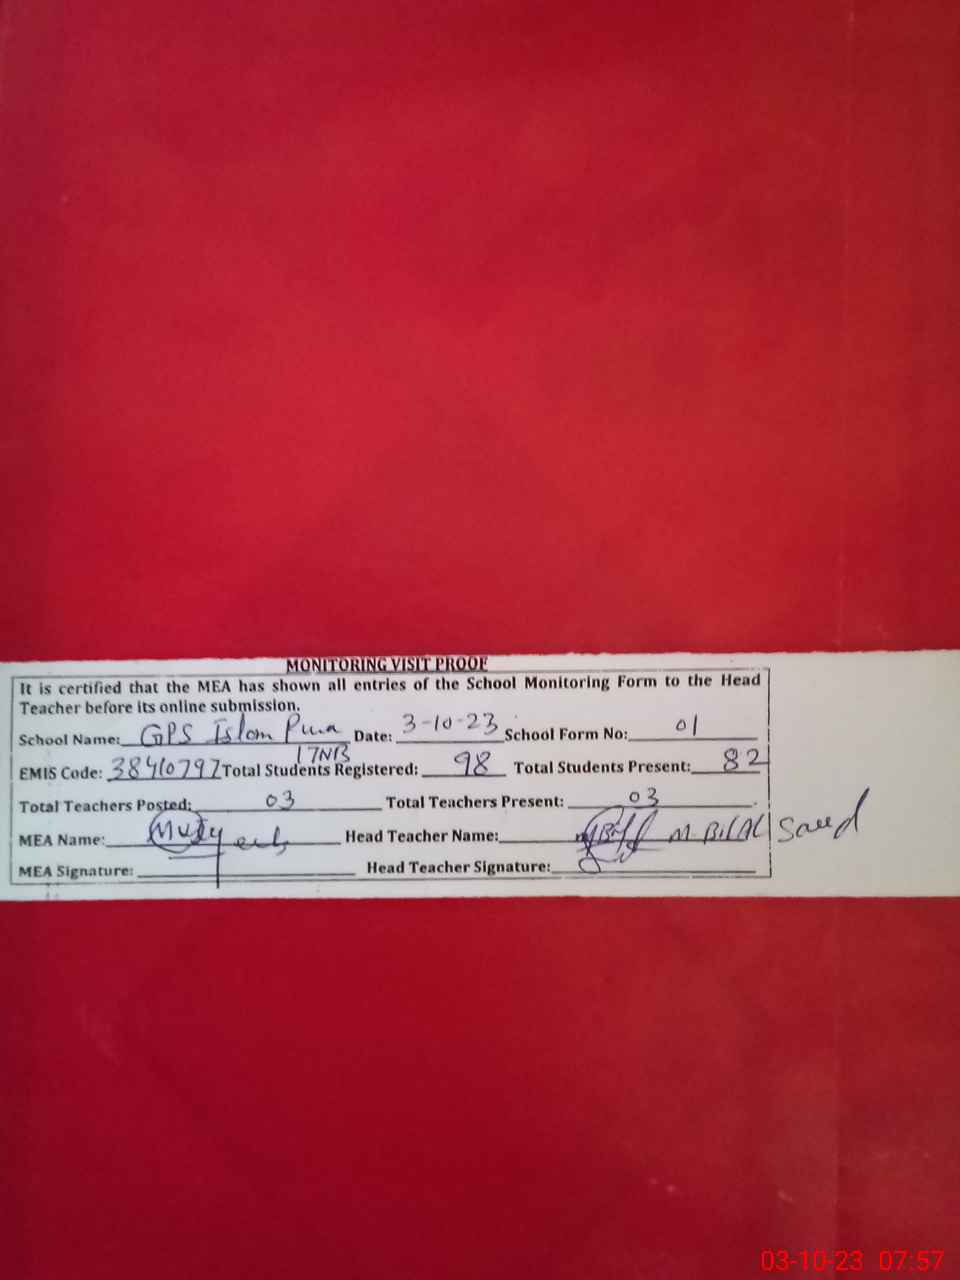 MONITORING VISIT PROOF
It is certified that the MEA has shown all entries of the School Monitoring Form to the Head
Teacher before its online submission.
School Name: GPS Islam Pura Date: 3-10-23 School Form No: 01
17NB
EMIS Code: 38410797 Total Students Registered: 98 Total Students Present: 82
Total Teachers Posted: 03 Total Teachers Present: 03
MEA Name: Head Teacher Name: M. BILAL Saeed
MEA Signature: Head Teacher Signature:
03-10-23 07:57